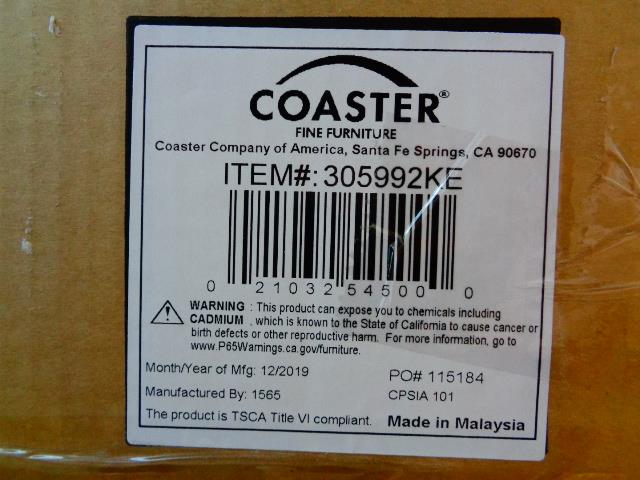 COASTER®
FINE FURNITURE
Coaster Company of America, Santa Fe Springs, CA 90670
ITEM#: 305992KE
0 21032 54500 0
WARNING : This product can expose you to chemicals including
CADMIUM , which is known to the State of California to cause cancer or
birth defects or other reproductive harm. For more information, go to
www.P65Warnings.ca.gov/furniture.
Month/Year of Mfg: 12/2019
PO# 115184
Manufactured By: 1565
CPSIA 101
The product is TSCA Title VI compliant.
Made in Malaysia